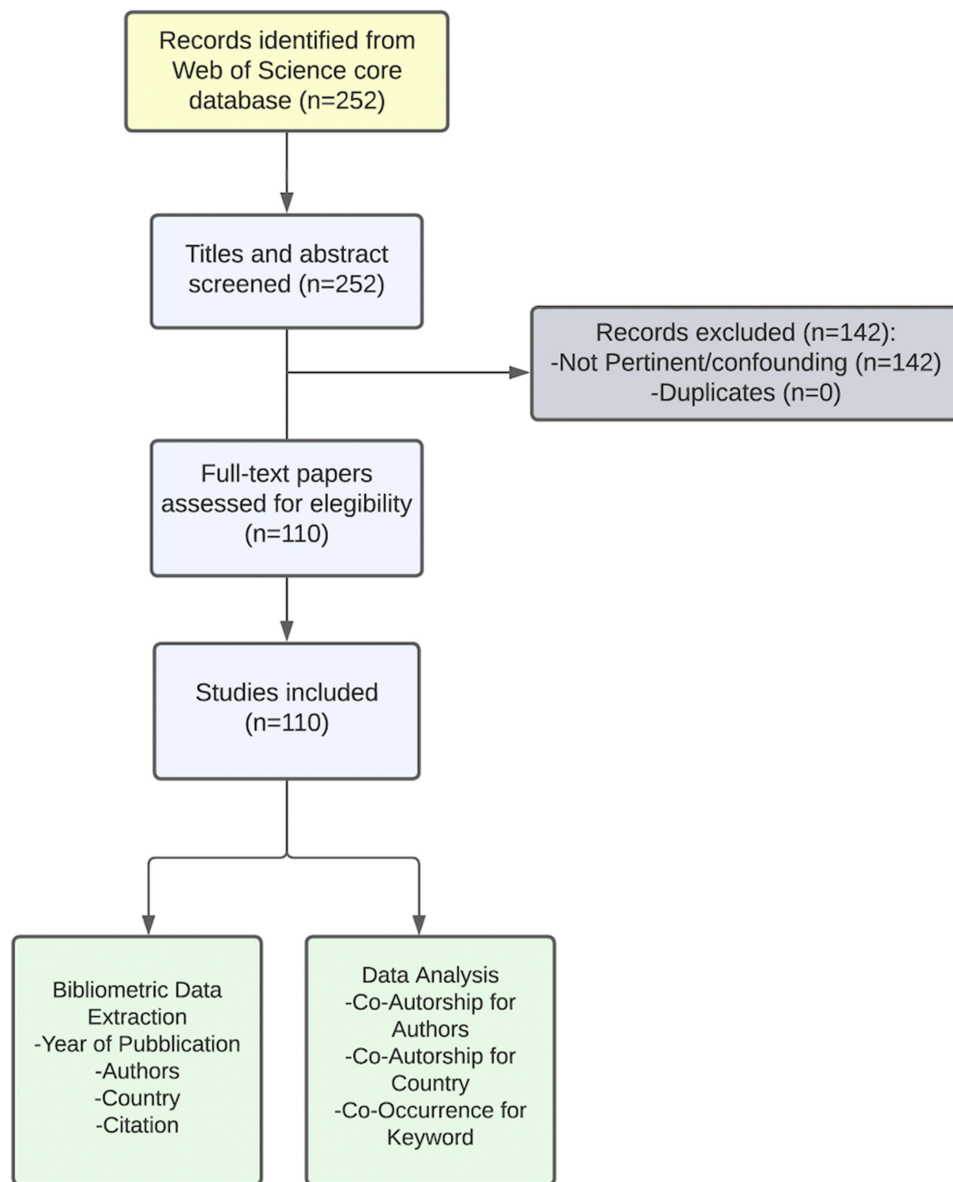 Records identified from
Web of Science core
database (n=252)
Titles and abstract
screened (n=252)
Records excluded (n=142):
-Not Pertinent/confounding (n=142)
-Duplicates (n=0)
Full-text papers
assessed for elegibility
(n=110)
Studies included
(n=110)
Bibliometric Data
Extraction
-Year of Pubblication
-Authors
-Country
-Citation
Data Analysis
-Co-Autorship for
Authors
-Co-Autorship for
Country
-Co-Occurrence for
Keyword